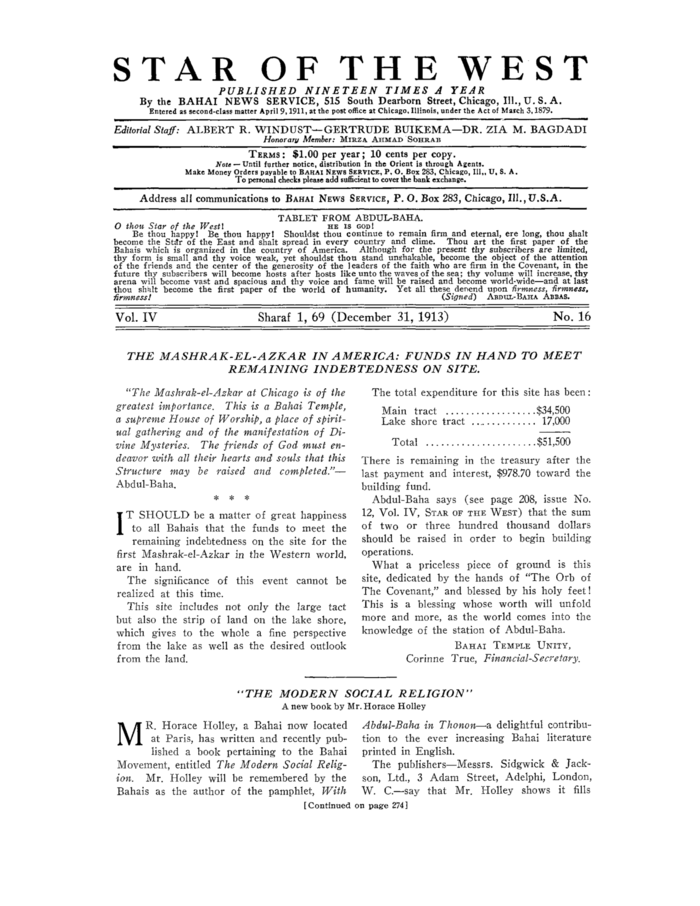 STAR OF THE WEST
PUBLISHED NINETEEN TIMES A YEAR
By the BAHAI NEWS SERVICE, 515 South Dearborn Street, Chicago, Ill., U. S. A.
Entered as second-class matter April 9, 1911, at the post office at Chicago, Illinois, under the Act of March 3, 1879.
Editorial Staff: ALBERT R. WINDUST—GERTRUDE BUIKEMA—DR. ZIA M. BAGDADI
Honorary Member: MIRZA AHMAD SOHRAB
TERMS: $1.00 per year; 10 cents per copy.
Note — Until further notice, distribution in the Orient is through Agents.
Make Money Orders payable to BAHAI NEWS SERVICE, P. O. Box 283, Chicago, Ill., U. S. A.
To personal checks please add sufficient to cover the bank exchange.
Address all communications to BAHAI NEWS SERVICE, P. O. Box 283, Chicago, Ill., U.S.A.
TABLET FROM ABDUL-BAHA.
O thou Star of the West! HE IS GOD!
Be thou happy! Be thou happy! Shouldst thou continue to remain firm and eternal, ere long, thou shalt
become the Star of the East and shalt spread in every country and clime. Thou art the first paper of the
Bahais which is organized in the country of America. Although for the present thy subscribers are limited,
thy form is small and thy voice weak, yet shouldst thou stand unshakable, become the object of the attention
of the friends and the center of the generosity of the leaders of the faith who are firm in the Covenant, in the
future thy subscribers will become hosts after hosts like unto the waves of the sea; thy volume will increase, thy
arena will become vast and spacious and thy voice and fame will be raised and become world-wide—and at last
thou shalt become the first paper of the world of humanity. Yet all these depend upon firmness, firmness,
firmness! (Signed) ABDUL-BAHA ABBAS.
Vol. IV Sharaf 1, 69 (December 31, 1913) No. 16
THE MASHRAK-EL-AZKAR IN AMERICA: FUNDS IN HAND TO MEET
REMAINING INDEBTEDNESS ON SITE.
"The Mashrak-el-Azkar at Chicago is of the
greatest importance. This is a Bahai Temple,
a supreme House of Worship, a place of spirit-
ual gathering and of the manifestation of Di-
vine Mysteries. The friends of God must en-
deavor with all their hearts and souls that this
Structure may be raised and completed."—
Abdul-Baha.
* * *
IT SHOULD be a matter of great happiness
to all Bahais that the funds to meet the
remaining indebtedness on the site for the
first Mashrak-el-Azkar in the Western world,
are in hand.
The significance of this event cannot be
realized at this time.
This site includes not only the large tact
but also the strip of land on the lake shore,
which gives to the whole a fine perspective
from the lake as well as the desired outlook
from the land.
The total expenditure for this site has been:
Main tract ..................$34,500
Lake shore tract ............. 17,000
Total ......................$51,500
There is remaining in the treasury after the
last payment and interest, $978.70 toward the
building fund.
Abdul-Baha says (see page 208, issue No.
12, Vol. IV, STAR OF THE WEST) that the sum
of two or three hundred thousand dollars
should be raised in order to begin building
operations.
What a priceless piece of ground is this
site, dedicated by the hands of "The Orb of
The Covenant," and blessed by his holy feet!
This is a blessing whose worth will unfold
more and more, as the world comes into the
knowledge of the station of Abdul-Baha.
BAHAI TEMPLE UNITY,
Corinne True, Financial-Secretary.
"THE MODERN SOCIAL RELIGION"
A new book by Mr. Horace Holley
MR. Horace Holley, a Bahai now located
at Paris, has written and recently pub-
lished a book pertaining to the Bahai
Movement, entitled The Modern Social Relig-
ion. Mr. Holley will be remembered by the
Bahais as the author of the pamphlet, With
Abdul-Baha in Thonon—a delightful contribu-
tion to the ever increasing Bahai literature
printed in English.
The publishers—Messrs. Sidgwick & Jack-
son, Ltd., 3 Adam Street, Adelphi, London,
W. C.—say that Mr. Holley shows it fills
[Continued on page 274]